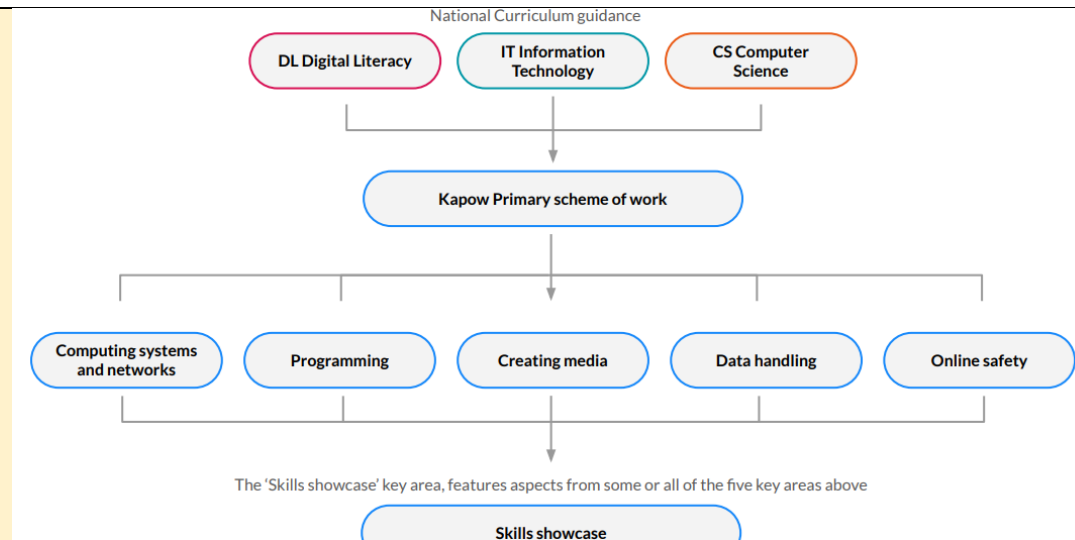 National Curriculum guidance
DL Digital Literacy
IT Information
Technology
CS Computer
Science
Kapow Primary scheme of work
Computing systems
and networks
Programming
Creating media
Data handling
Online safety
The ‘Skills showcase’ key area, features aspects from some or all of the five key areas above
Skills showcase